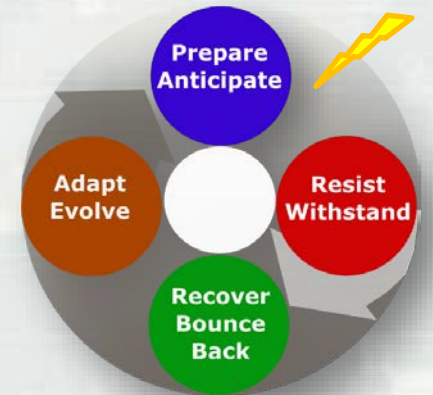 Prepare
Anticipate
Resist
Withstand
Recover
Bounce
Back
Adapt
Evolve